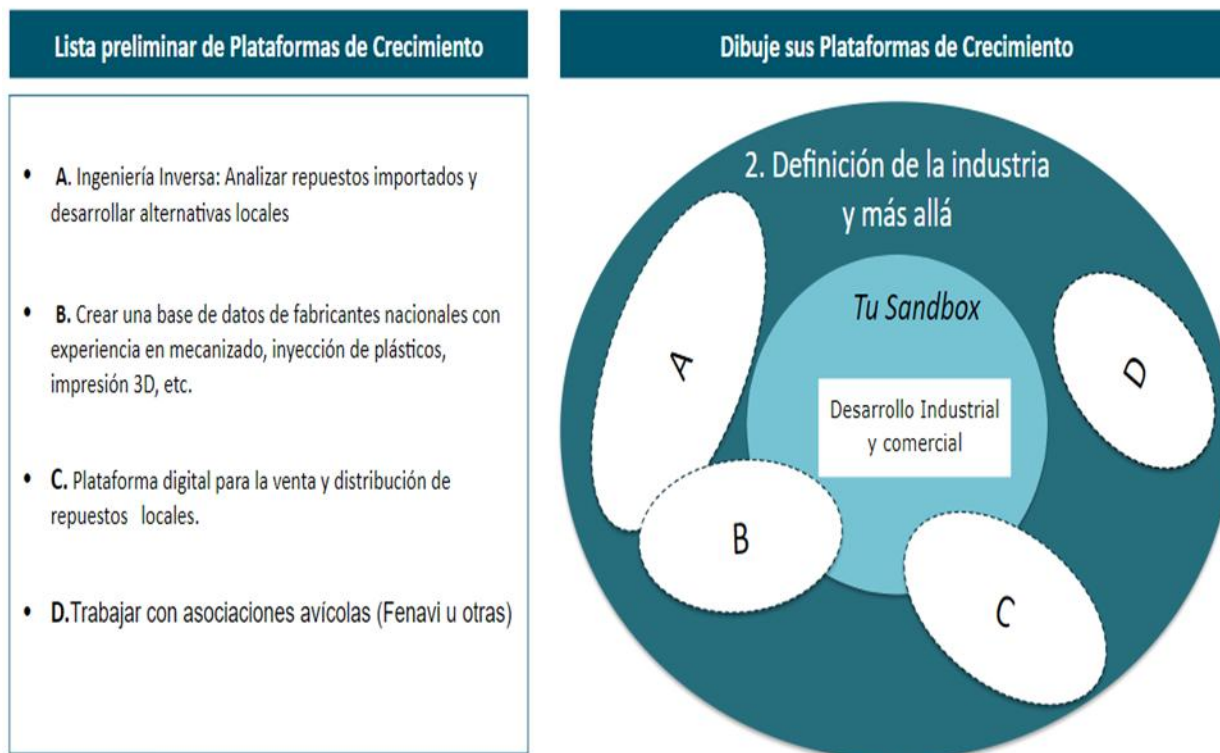 Lista preliminar de Plataformas de Crecimiento
• A. Ingeniería Inversa: Analizar repuestos importados y
desarrollar alternativas locales
• B. Crear una base de datos de fabricantes nacionales con
experiencia en mecanizado, inyección de plásticos,
impresión 3D, etc.
• C. Plataforma digital para la venta y distribución de
repuestos locales.
• D.Trabajar con asociaciones avícolas (Fenavi u otras)
Dibuje sus Plataformas de Crecimiento
2. Definición de la industria
y más allá
Tu Sandbox
Desarrollo Industrial
y comercial
A
B
C
D